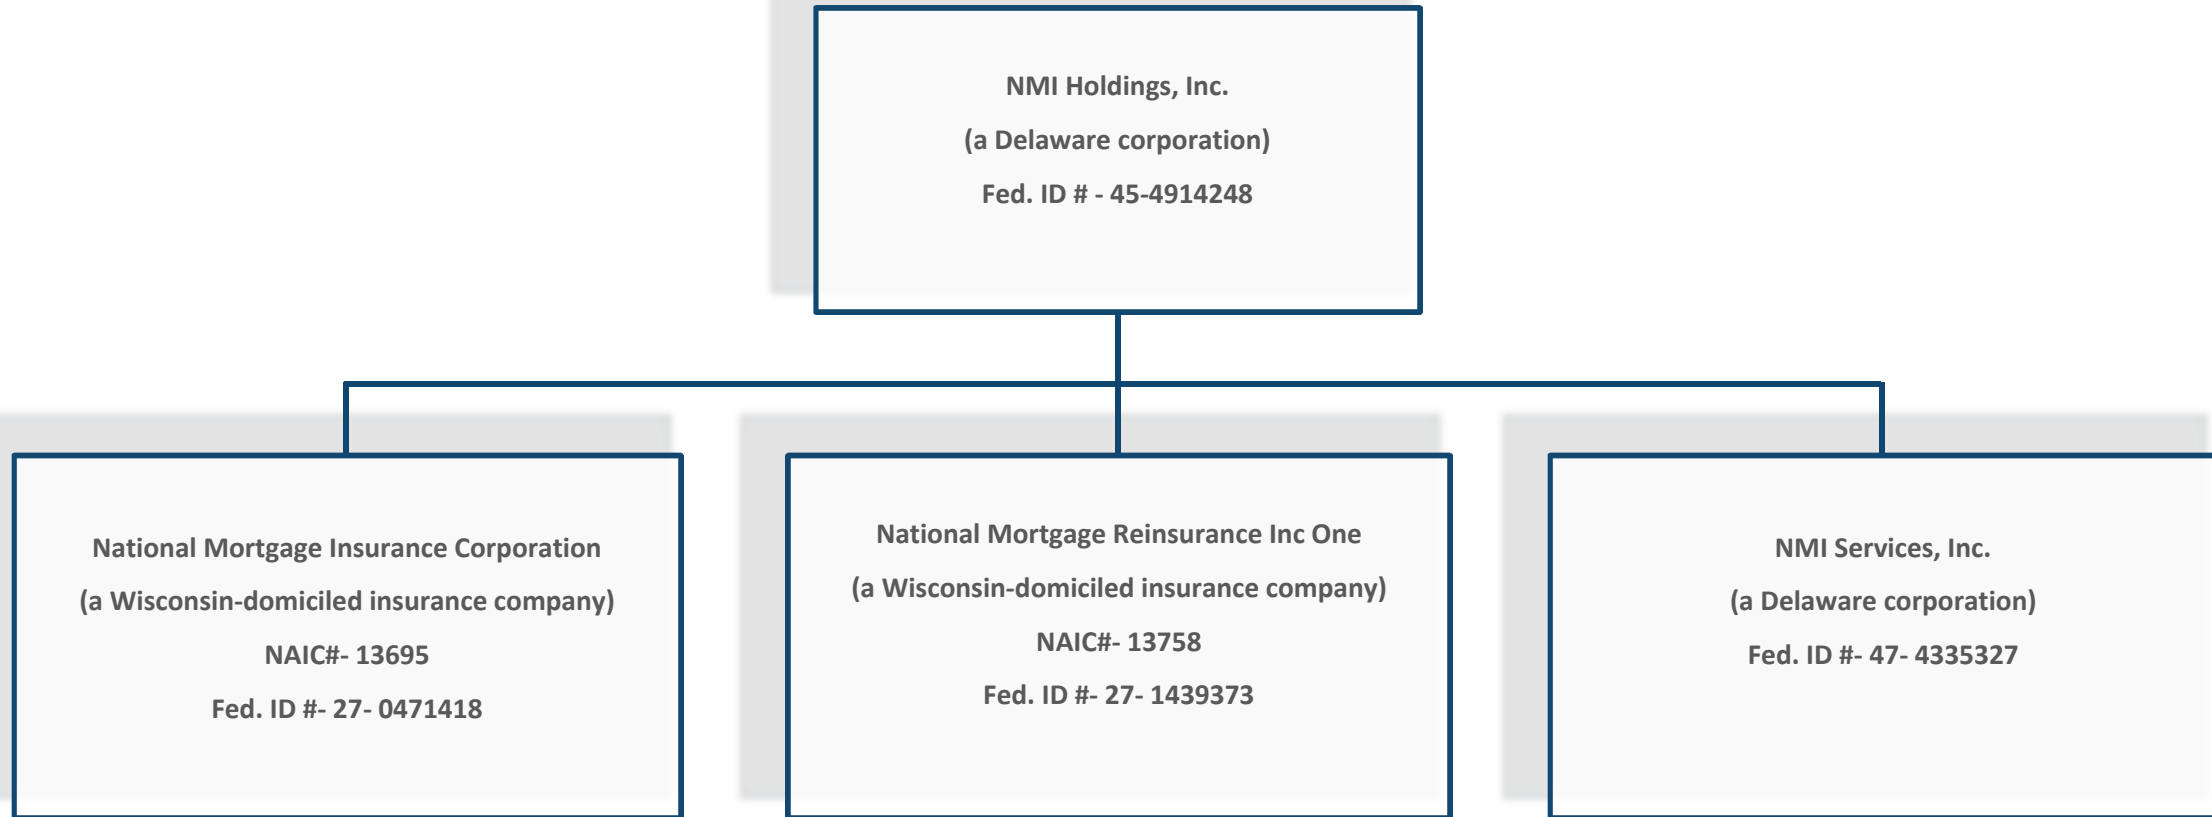 NMI Holdings, Inc.
(a Delaware corporation)
Fed. ID # - 45-4914248
National Mortgage Insurance Corporation
(a Wisconsin-domiciled insurance company)
NAIC#- 13695
Fed. ID #- 27- 0471418
National Mortgage Reinsurance Inc One
(a Wisconsin-domiciled insurance company)
NAIC#- 13758
Fed. ID #- 27- 1439373
NMI Services, Inc.
(a Delaware corporation)
Fed. ID #- 47- 4335327